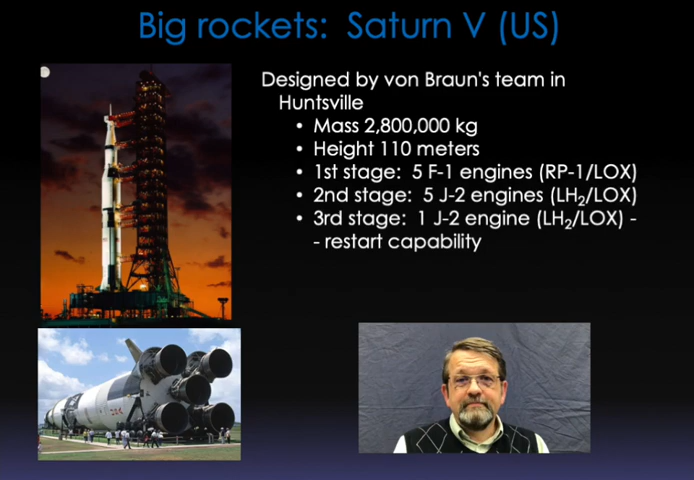 Big rockets: Saturn V (US)
Designed by von Braun's team in
Huntsville
• Mass 2,800,000 kg
• Height 110 meters
• 1st stage: 5 F-1 engines (RP-1/LOX)
• 2nd stage: 5 J-2 engines (LH₂/LOX)
• 3rd stage: 1 J-2 engine (LH₂/LOX) -
- restart capability